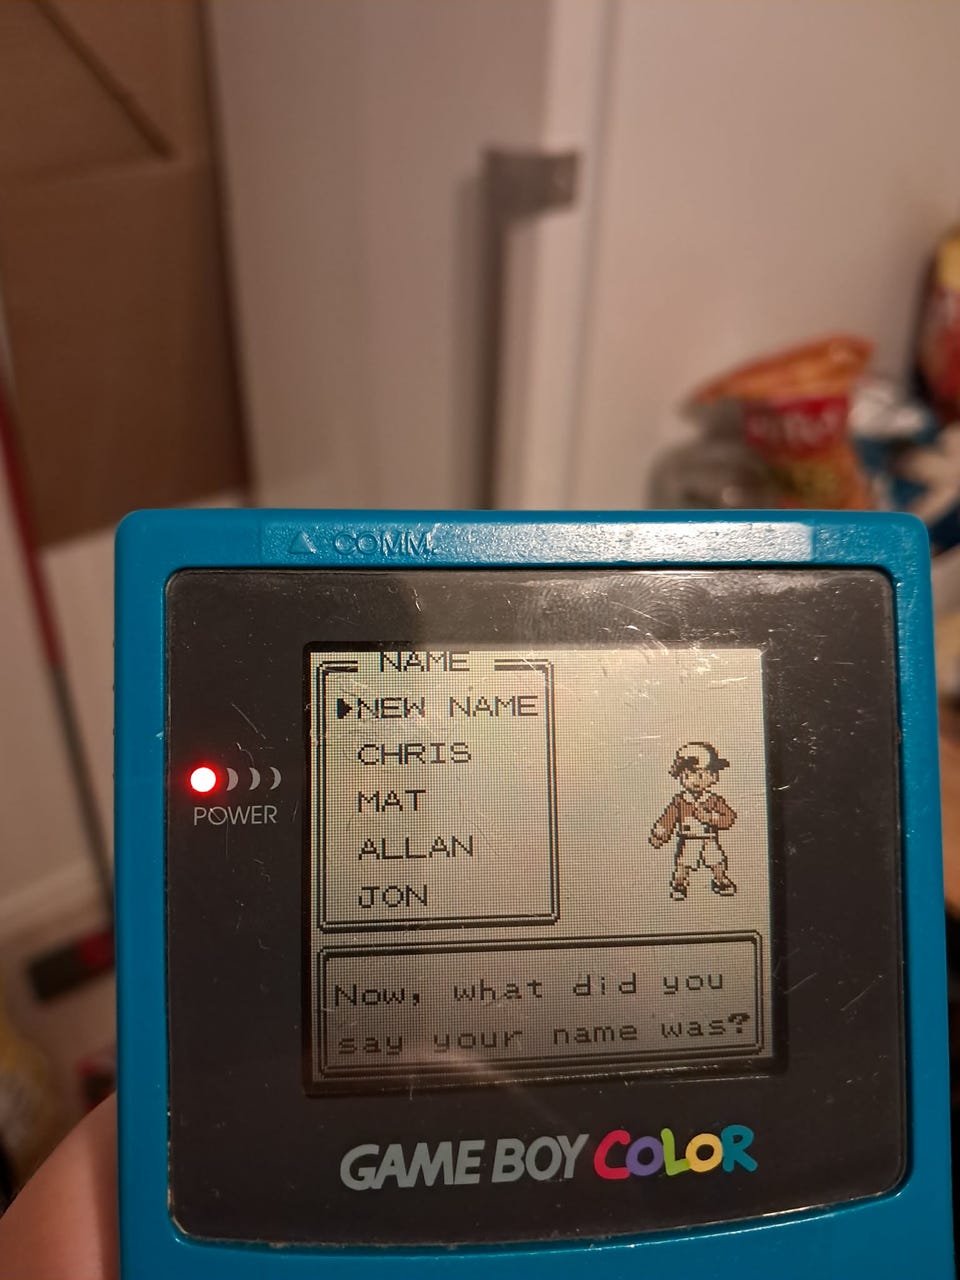 COMM.
NAME
NEW NAME
CHRIS
MAT
ALLAN
JON
POWER
Now, what did you
say your name was?
GAME BOY COLOR